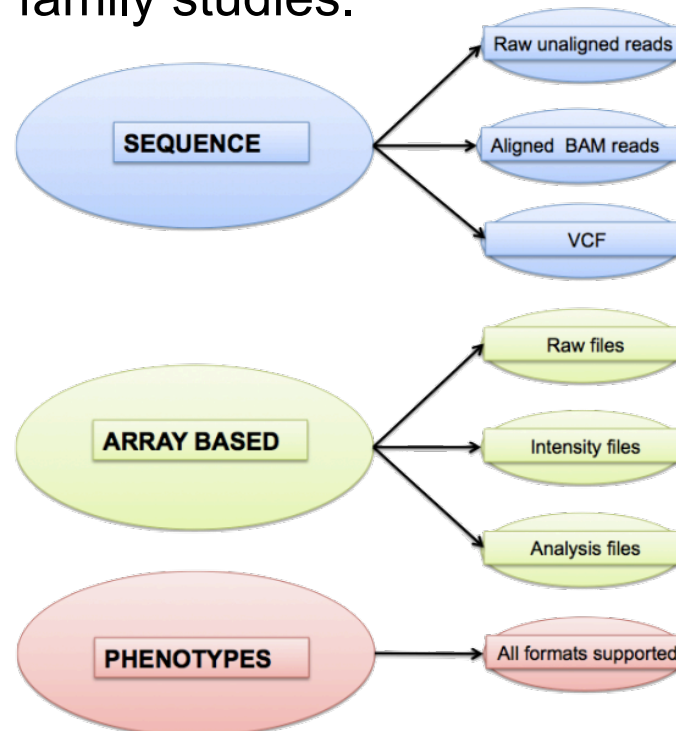 family studies.
Raw unaligned reads
SEQUENCE
Aligned BAM reads
VCF
Raw files
ARRAY BASED
Intensity files
Analysis files
PHENOTYPES
All formats supported